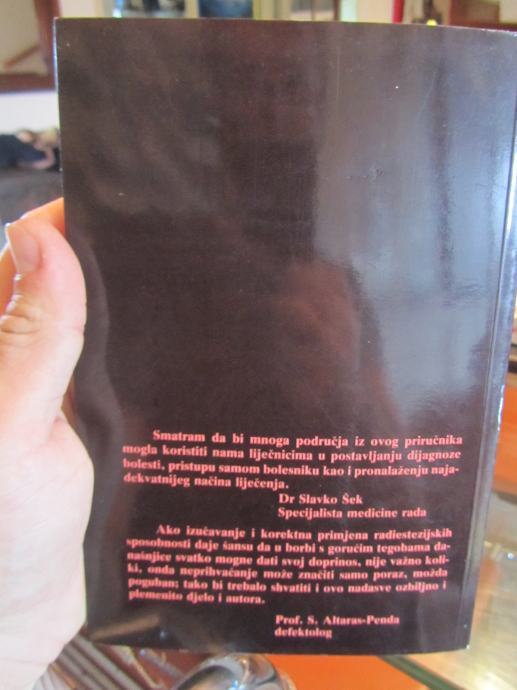 Smatram da bi mnoga područja iz ovog priručnika
mogla koristiti nama liječnicima u postavljanju dijagnoze
bolesti, pristupu samom bolesniku kao i pronalaženju naja-
dekvatnijeg načina liječenja.
Dr Slavko Šek
Specijalista medicine rada
Ako izučavanje i korektna primjena radiestezijskih
sposobnosti daje šansu da u borbi s gorućim tegobama da-
našnjice svatko mogne dati svoj doprinos, nije važno koli-
ki, onda neprihvaćanje može značiti samo poraz, možda
poguban; tako bi trebalo shvatiti i ovo nadasve ozbiljno i
plemenito djelo i autora.
Prof. S. Altaras-Penda
defektolog